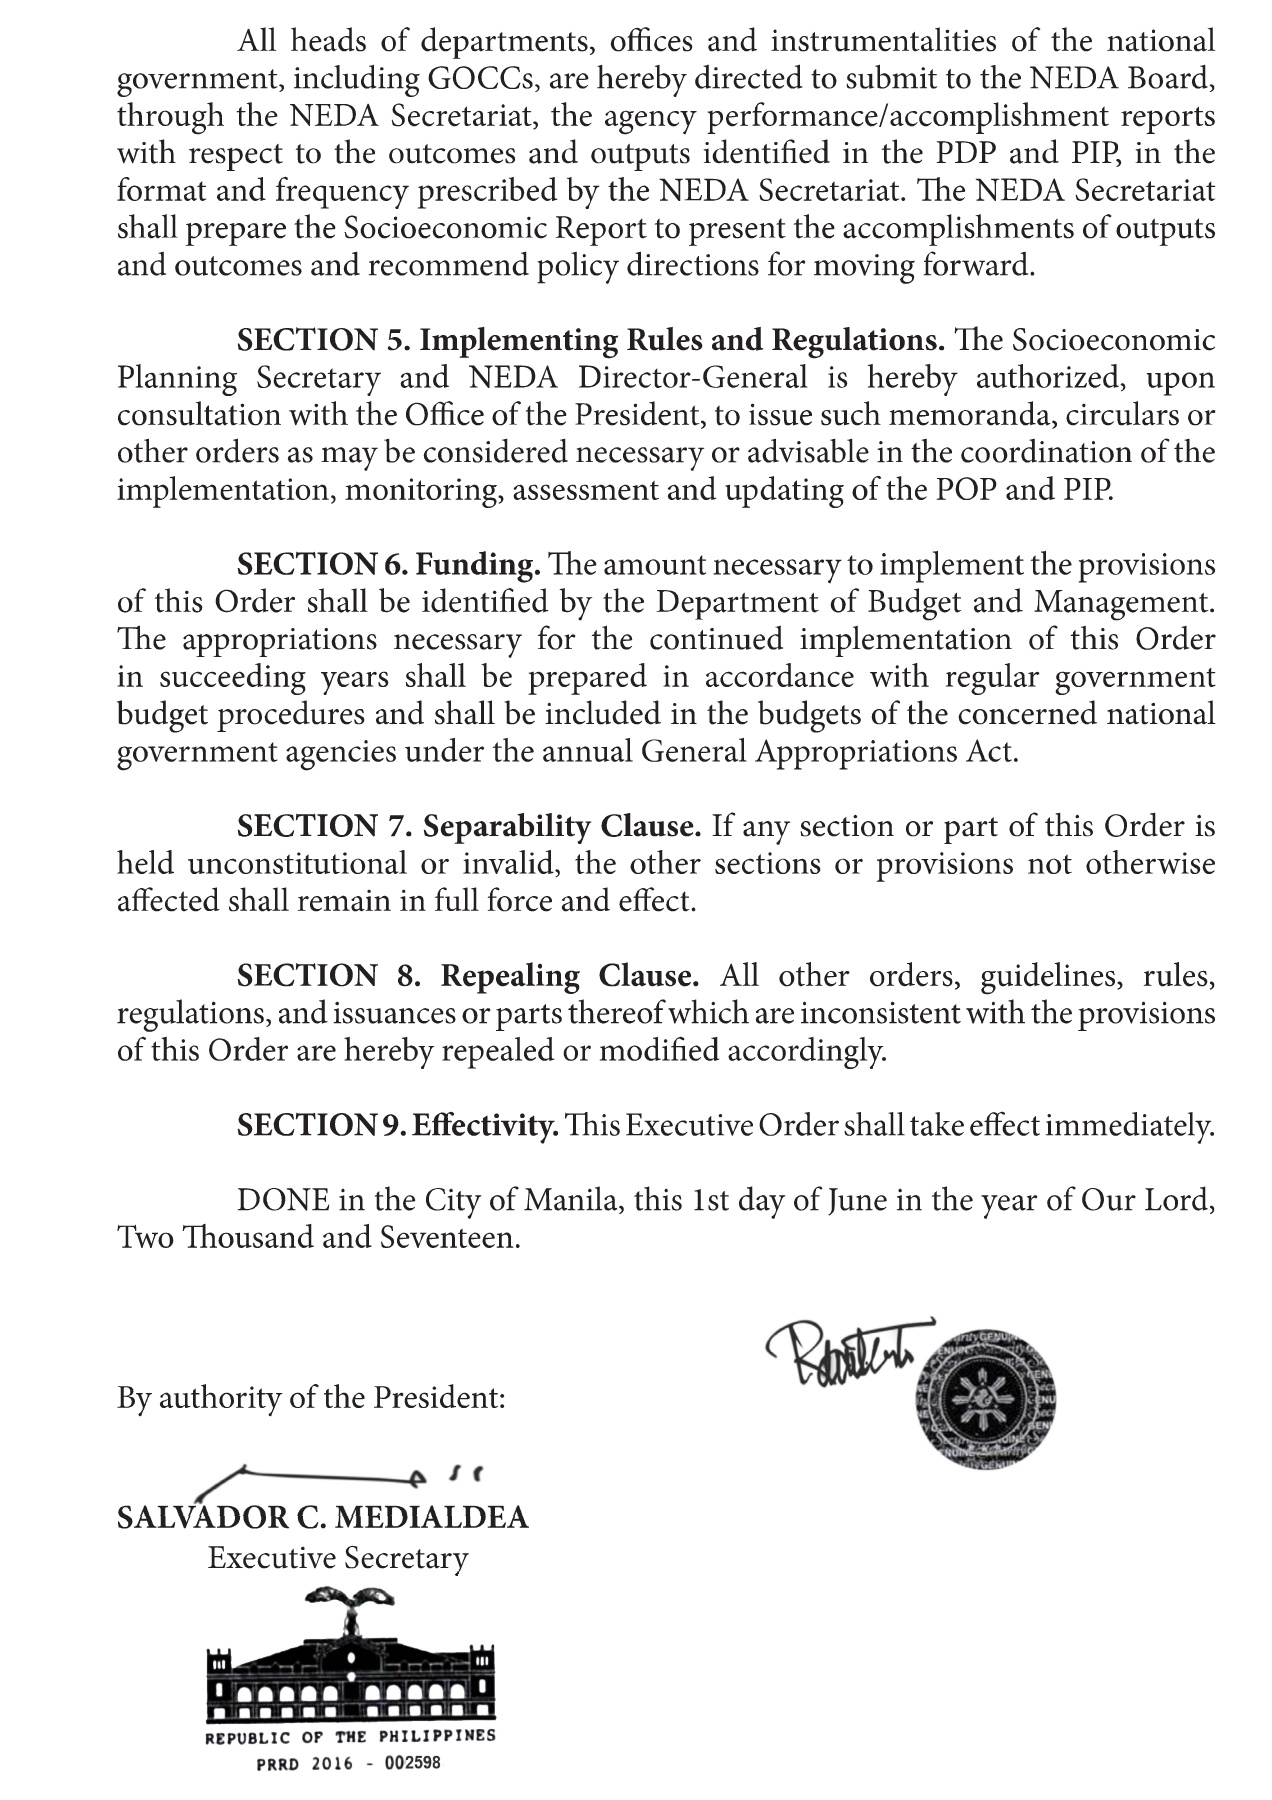 All heads of departments, offices and instrumentalities of the national
government, including GOCCs, are hereby directed to submit to the NEDA Board,
through the NEDA Secretariat, the agency performance/accomplishment reports
with respect to the outcomes and outputs identified in the PDP and PIP, in the
format and frequency prescribed by the NEDA Secretariat. The NEDA Secretariat
shall prepare the Socioeconomic Report to present the accomplishments of outputs
and outcomes and recommend policy directions for moving forward.
SECTION 5. Implementing Rules and Regulations. The Socioeconomic
Planning Secretary and NEDA Director-General is hereby authorized, upon
consultation with the Office of the President, to issue such memoranda, circulars or
other orders as may be considered necessary or advisable in the coordination of the
implementation, monitoring, assessment and updating of the POP and PIP.
SECTION 6. Funding. The amount necessary to implement the provisions
of this Order shall be identified by the Department of Budget and Management.
The appropriations necessary for the continued implementation of this Order
in succeeding years shall be prepared in accordance with regular government
budget procedures and shall be included in the budgets of the concerned national
government agencies under the annual General Appropriations Act.
SECTION 7. Separability Clause. If any section or part of this Order is
held unconstitutional or invalid, the other sections or provisions not otherwise
affected shall remain in full force and effect.
SECTION 8. Repealing Clause. All other orders, guidelines, rules,
regulations, and issuances or parts thereof which are inconsistent with the provisions
of this Order are hereby repealed or modified accordingly.
SECTION 9. Effectivity. This Executive Order shall take effect immediately.
DONE in the City of Manila, this 1st day of June in the year of Our Lord,
Two Thousand and Seventeen.
By authority of the President:
SALVADOR C. MEDIALDEA
Executive Secretary
REPUBLIC OF THE PHILIPPINES
PRRD 2016 - 002598